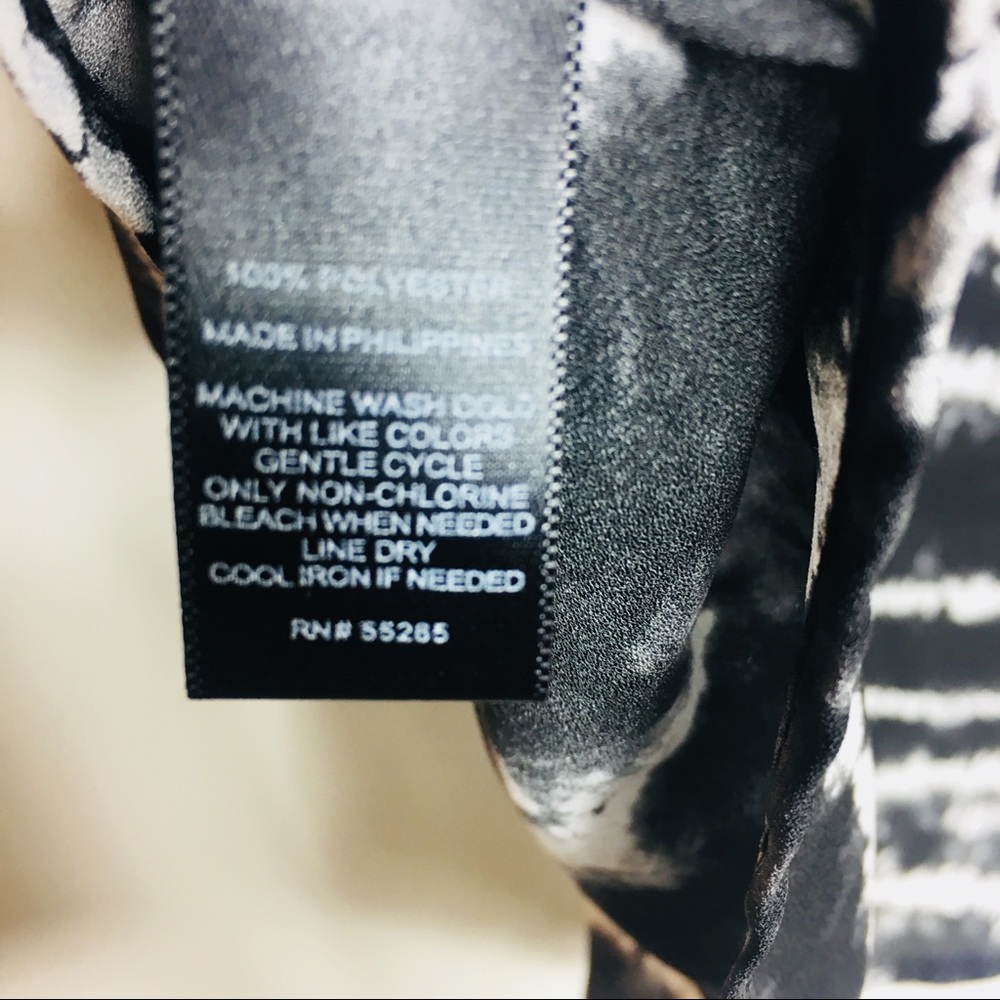 100% POLYESTER
MADE IN PHILIPPINES
MACHINE WASH COLD
WITH LIKE COLORS
GENTLE CYCLE
ONLY NON-CHLORINE
BLEACH WHEN NEEDED
LINE DRY
COOL IRON IF NEEDED
RN# 55285